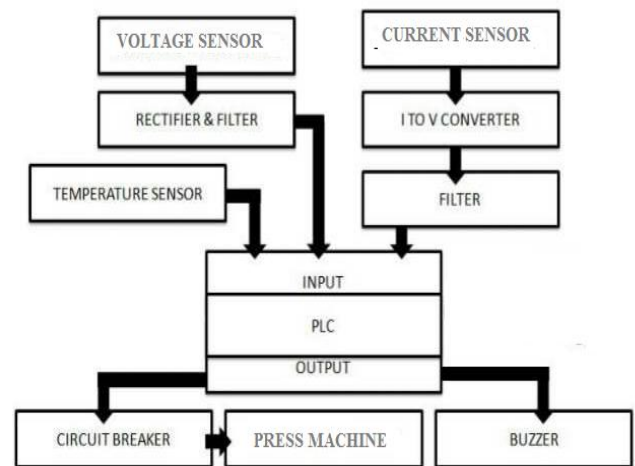 VOLTAGE SENSOR
CURRENT SENSOR
RECTIFIER & FILTER
I TO V CONVERTER
TEMPERATURE SENSOR
FILTER
INPUT
PLC
OUTPUT
CIRCUIT BREAKER
PRESS MACHINE
BUZZER